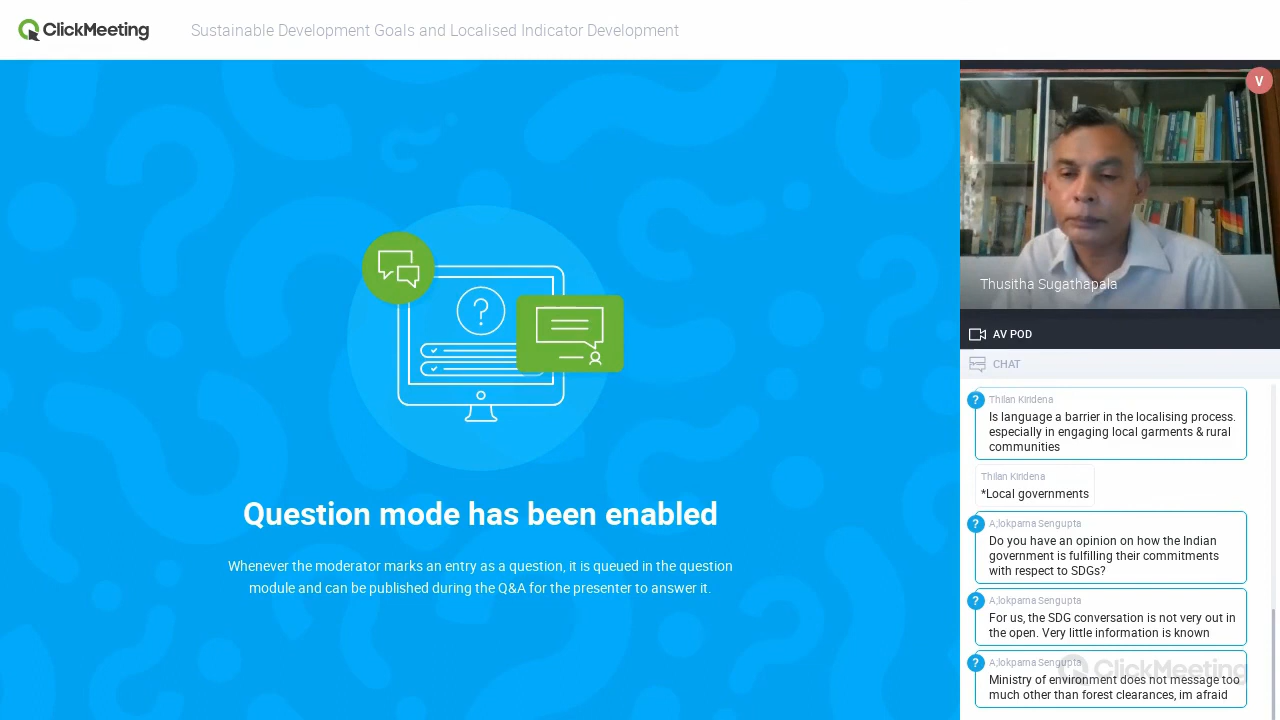 ClickMeeting
Sustainable Development Goals and Localised Indicator Development
V
Thusitha Sugathapala
AV POD
CHAT
?
Question mode has been enabled
Whenever the moderator marks an entry as a question, it is queued in the question
module and can be published during the Q&A for the presenter to answer it.
? Thilan Kiridena
Is language a barrier in the localising process.
especially in engaging local garments & rural
communities
Thilan Kiridena
*Local governments
? A;lokparna Sengupta
Do you have an opinion on how the Indian
government is fulfilling their commitments
with respect to SDGs?
? A;lokparna Sengupta
For us, the SDG conversation is not very out in
the open. Very little information is known
? A;lokparna Sengupta
Ministry of environment does not message too
much other than forest clearances, im afraid
ClickMeeting